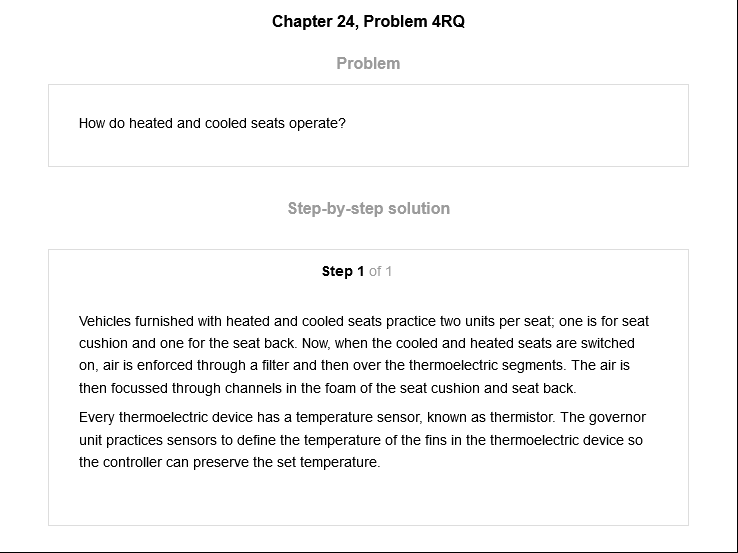 Chapter 24, Problem 4RQ
Problem
How do heated and cooled seats operate?
Step-by-step solution
Step 1 of 1
Vehicles furnished with heated and cooled seats practice two units per seat; one is for seat
cushion and one for the seat back. Now, when the cooled and heated seats are switched
on, air is enforced through a filter and then over the thermoelectric segments. The air is
then focussed through channels in the foam of the seat cushion and seat back.
Every thermoelectric device has a temperature sensor, known as thermistor. The governor
unit practices sensors to define the temperature of the fins in the thermoelectric device so
the controller can preserve the set temperature.